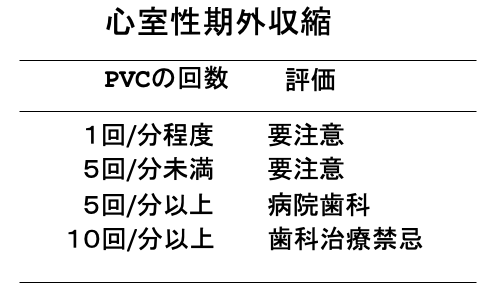 心室性期外収縮
PVCの回数 評価
1回/分程度 要注意
5回/分未満 要注意
5回/分以上 病院歯科
10回/分以上 歯科治療禁忌